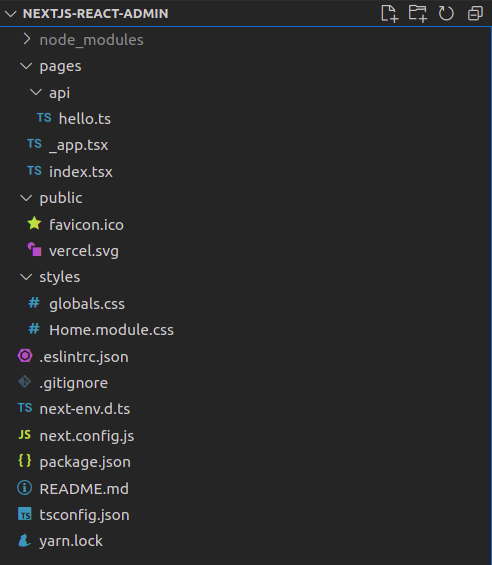 NEXTJS-REACT-ADMIN
node_modules
pages
api
TS hello.ts
TS _app.tsx
TS index.tsx
public
favicon.ico
vercel.svg
styles
# globals.css
# Home.module.css
.eslintrc.json
.gitignore
TS next-env.d.ts
JS next.config.js
{ } package.json
README.md
TS tsconfig.json
yarn.lock